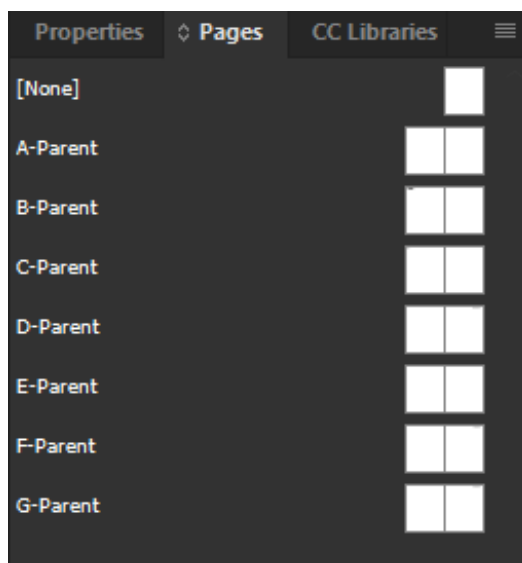 Properties Pages CC Libraries
[None]
A-Parent
B-Parent
C-Parent
D-Parent
E-Parent
F-Parent
G-Parent